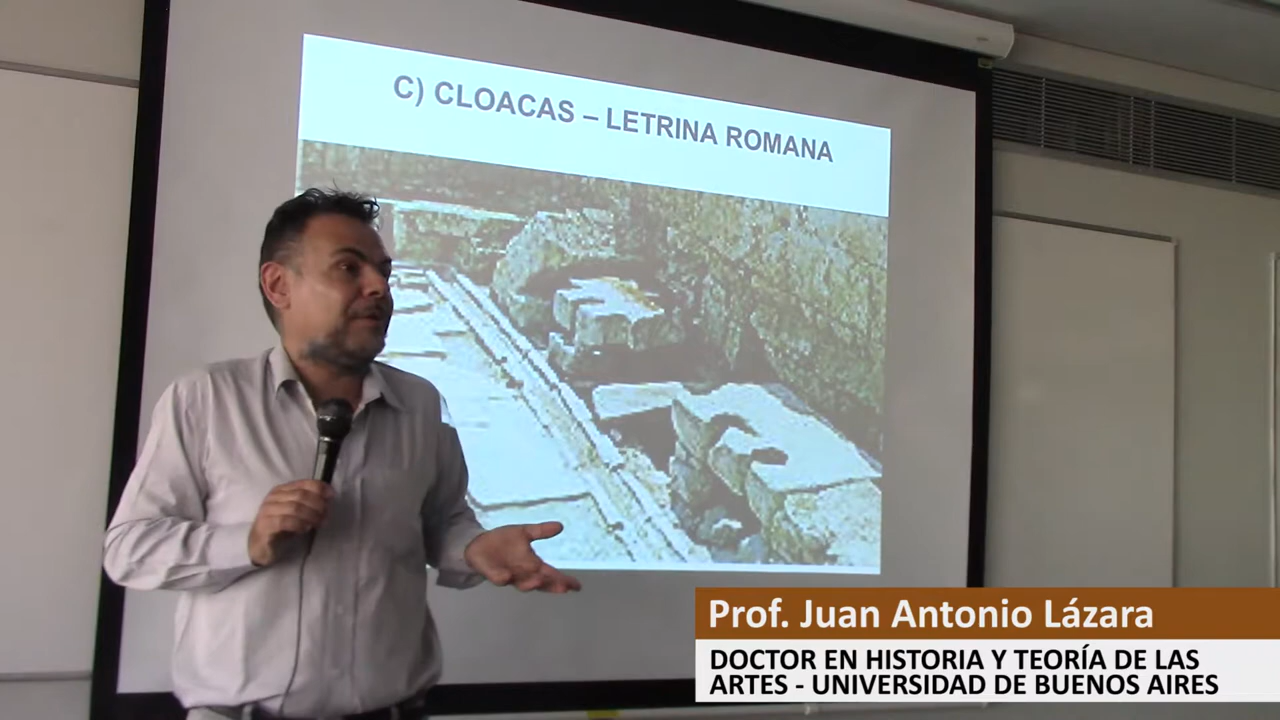 C) CLOACAS – LETRINA ROMANA
Prof. Juan Antonio Lázara
DOCTOR EN HISTORIA Y TEORÍA DE LAS
ARTES - UNIVERSIDAD DE BUENOS AIRES